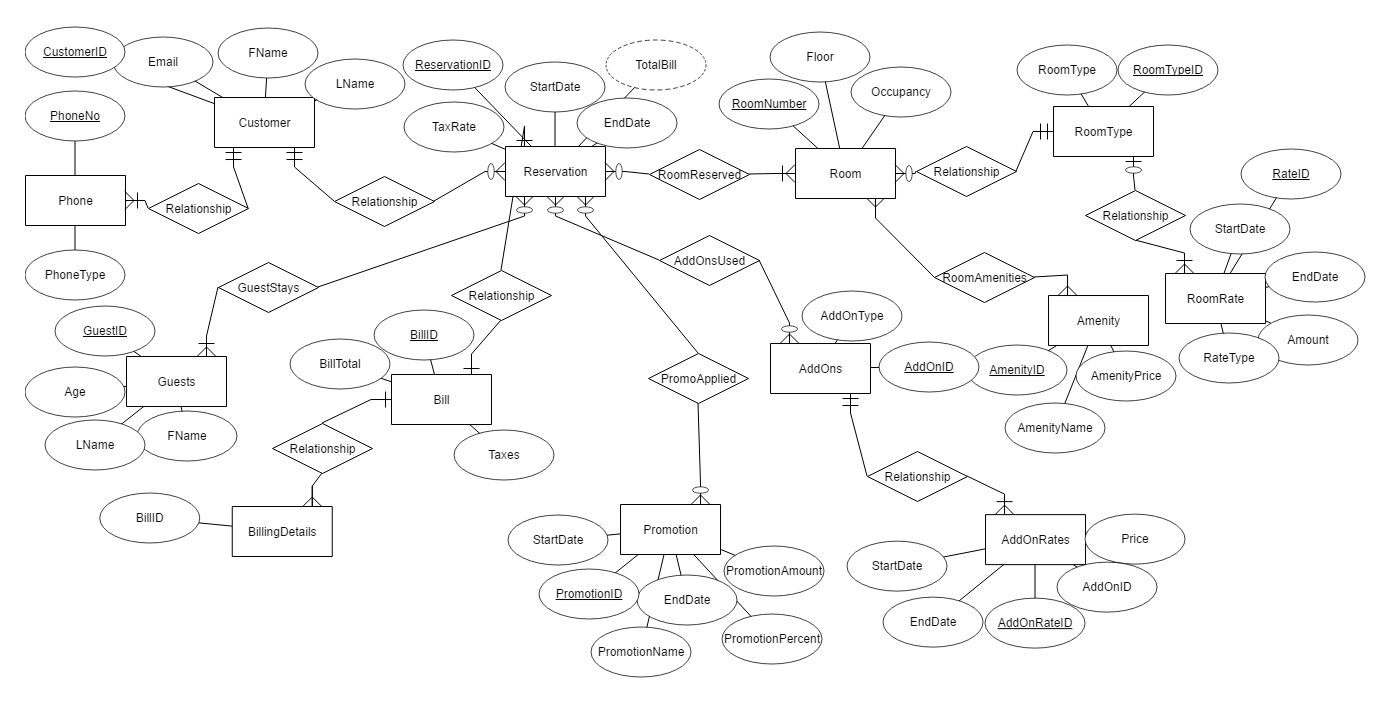 CustomerID
Email
FName
LName
Customer
PhoneNo
Phone
PhoneType
Relationship
Relationship
ReservationID
StartDate
TotalBill
TaxRate
EndDate
Reservation
RoomReserved
Floor
RoomNumber
Occupancy
Room
Relationship
RoomType
RoomTypeID
RoomType
Relationship
RateID
StartDate
EndDate
RoomRate
Amount
RateType
GuestStays
GuestID
Age
Guests
LName
FName
Relationship
BillID
BillTotal
Bill
Taxes
Relationship
BillID
BillingDetails
AddOnsUsed
PromoApplied
RoomAmenities
Amenity
AmenityID
AmenityPrice
AmenityName
AddOnType
AddOns
AddOnID
Relationship
StartDate
Promotion
PromotionAmount
PromotionID
EndDate
PromotionName
PromotionPercent
AddOnRates
Price
StartDate
AddOnID
EndDate
AddOnRateID